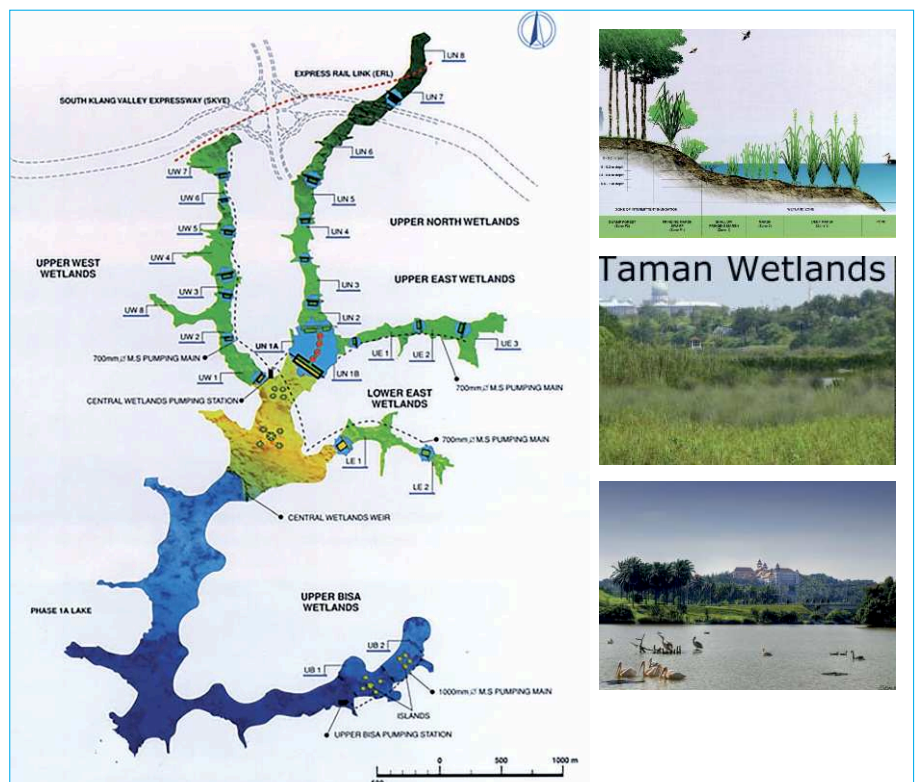 UN 8
EXPRESS RAIL LINK (ERL)
UN 7
SOUTH KLANG VALLEY EXPRESSWAY (SKVE)
UN 6
UW 7
UN 5
UW 6
UPPER NORTH WETLANDS
UW 5
UN 4
UPPER WEST
WETLANDS
UW 4
UPPER EAST WETLANDS
UW 3
UN 3
UW 8
UN 2
UW 2
UN 1A
UE 3
UE 1
UE 2
700mm.⌀ M.S PUMPING MAIN
UN 1B
UW 1
700mm.⌀ M.S PUMPING MAIN
CENTRAL WETLANDS PUMPING STATION
LOWER EAST
WETLANDS
700mm.⌀ M.S PUMPING MAIN
LE 1
LE 2
CENTRAL WETLANDS WEIR
UPPER BISA
WETLANDS
PHASE 1A LAKE
UB 2
UB 1
1000mm.⌀ M.S PUMPING MAIN
ISLANDS
UPPER BISA PUMPING STATION
0 500 1000 m
Taman Wetlands